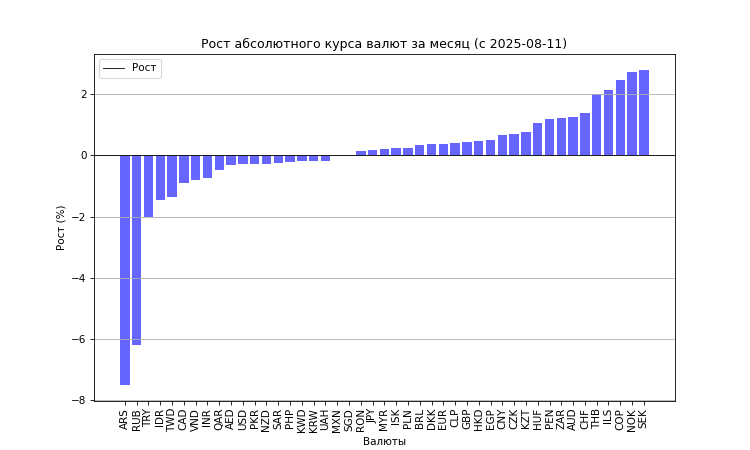 Рост абсолютного курса валют за месяц (с 2025-08-11)
Рост
Рост (%)
2
0
−2
−4
−6
−8
ARS RUB TRY IDR TWD CAD VND INR QAR AED USD PKR NZD SAR PHP KWD KRW UAH MXN SGD RON JPY MYR ISK PLN BRL DKK EUR CLP GBP HKD EGP CNY CZK KZT HUF PEN ZAR AUD CHF THB ILS COP NOK SEK
Валюты